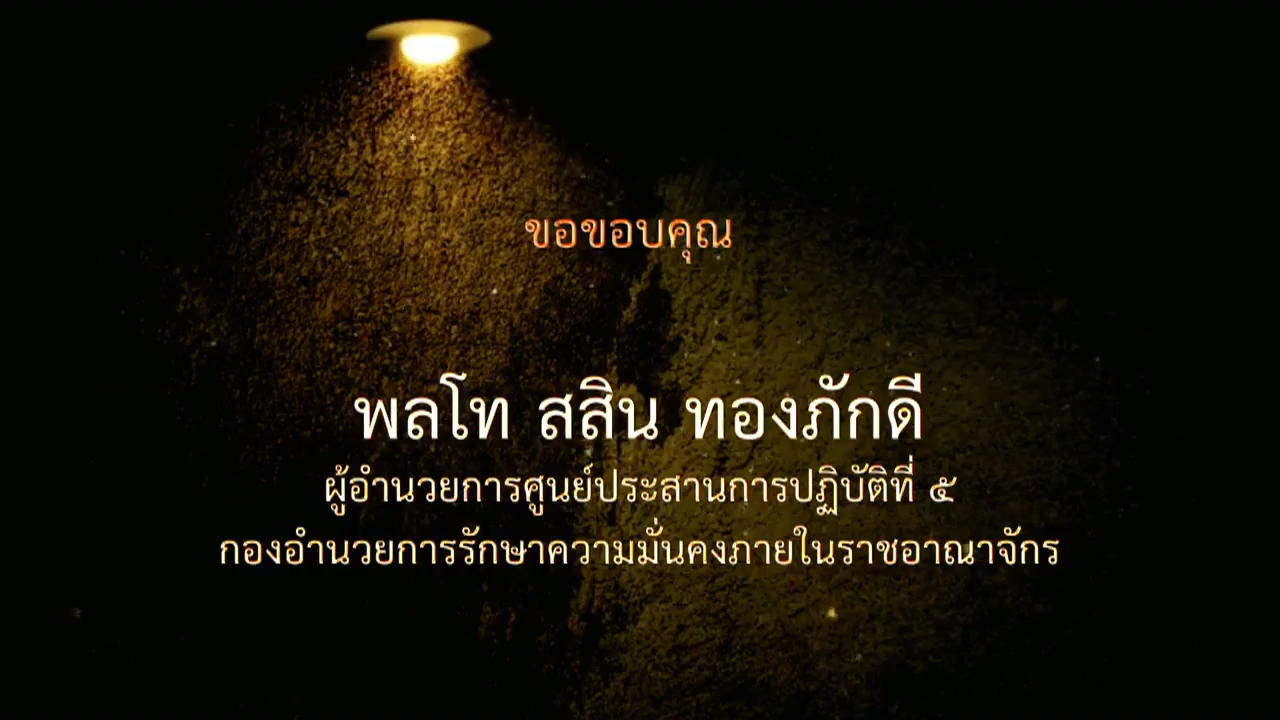 ขอขอบคุณ
พลโท สสิน ทองภักดี
ผู้อำนวยการศูนย์ประสานการปฏิบัติที่ ๕
กองอำนวยการรักษาความมั่นคงภายในราชอาณาจักร